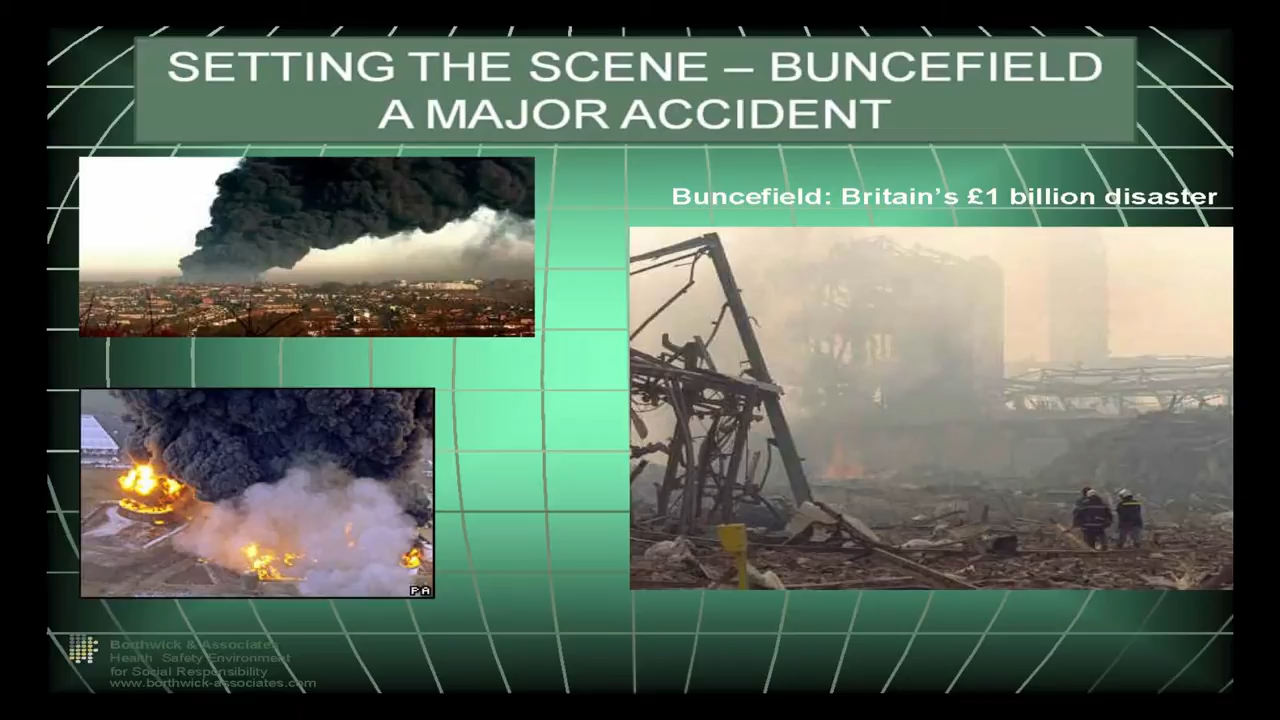 SETTING THE SCENE – BUNCEFIELD
A MAJOR ACCIDENT
Buncefield: Britain's £1 billion disaster
PA
Borthwick & Associates
Health Safety Environment
for Social Responsibility
www.borthwick-associates.com